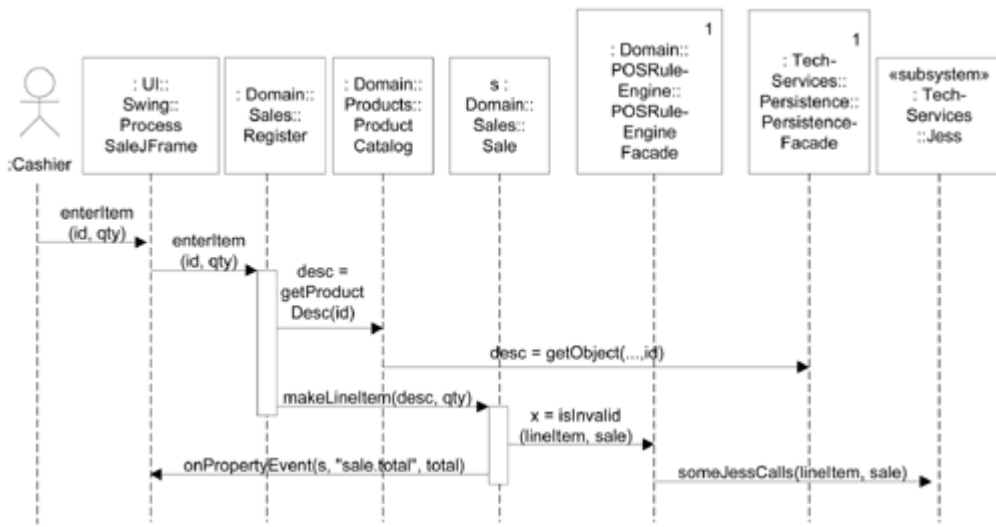 :Cashier
: UI::
Swing::
Process
SaleJFrame
: Domain::
Sales::
Register
: Domain::
Products::
Product
Catalog
s :
Domain::
Sales::
Sale
1
: Domain::
POSRule-
Engine::
POSRule-
Engine
Facade
1
: Tech-
Services::
Persistence::
Persistence-
Facade
«subsystem»
: Tech-
Services
::Jess
enterItem
(id, qty)
enterItem
(id, qty)
desc =
getProduct
Desc(id)
desc = getObject(...,id)
makeLineItem(desc, qty)
x = isInvalid
(lineItem, sale)
onPropertyEvent(s, "sale.total", total)
someJessCalls(lineItem, sale)